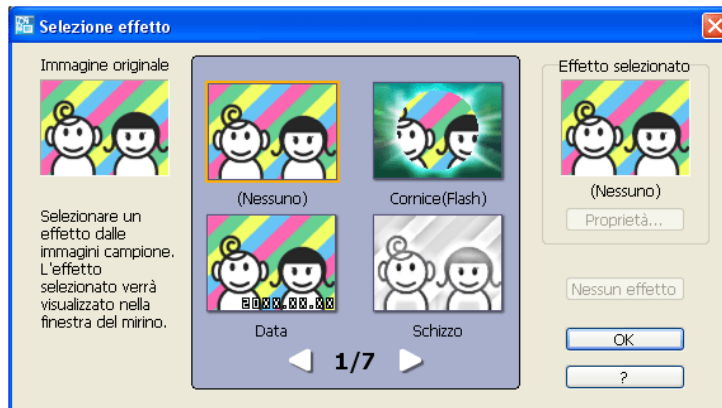 Selezione effetto
Immagine originale
Selezionare un
effetto dalle
immagini campione.
L'effetto
selezionato verrà
visualizzato nella
finestra del mirino.
(Nessuno)
Cornice(Flash)
20XX.XX.XX
Data
Schizzo
1/7
Effetto selezionato
(Nessuno)
Proprietà...
Nessun effetto
OK
?